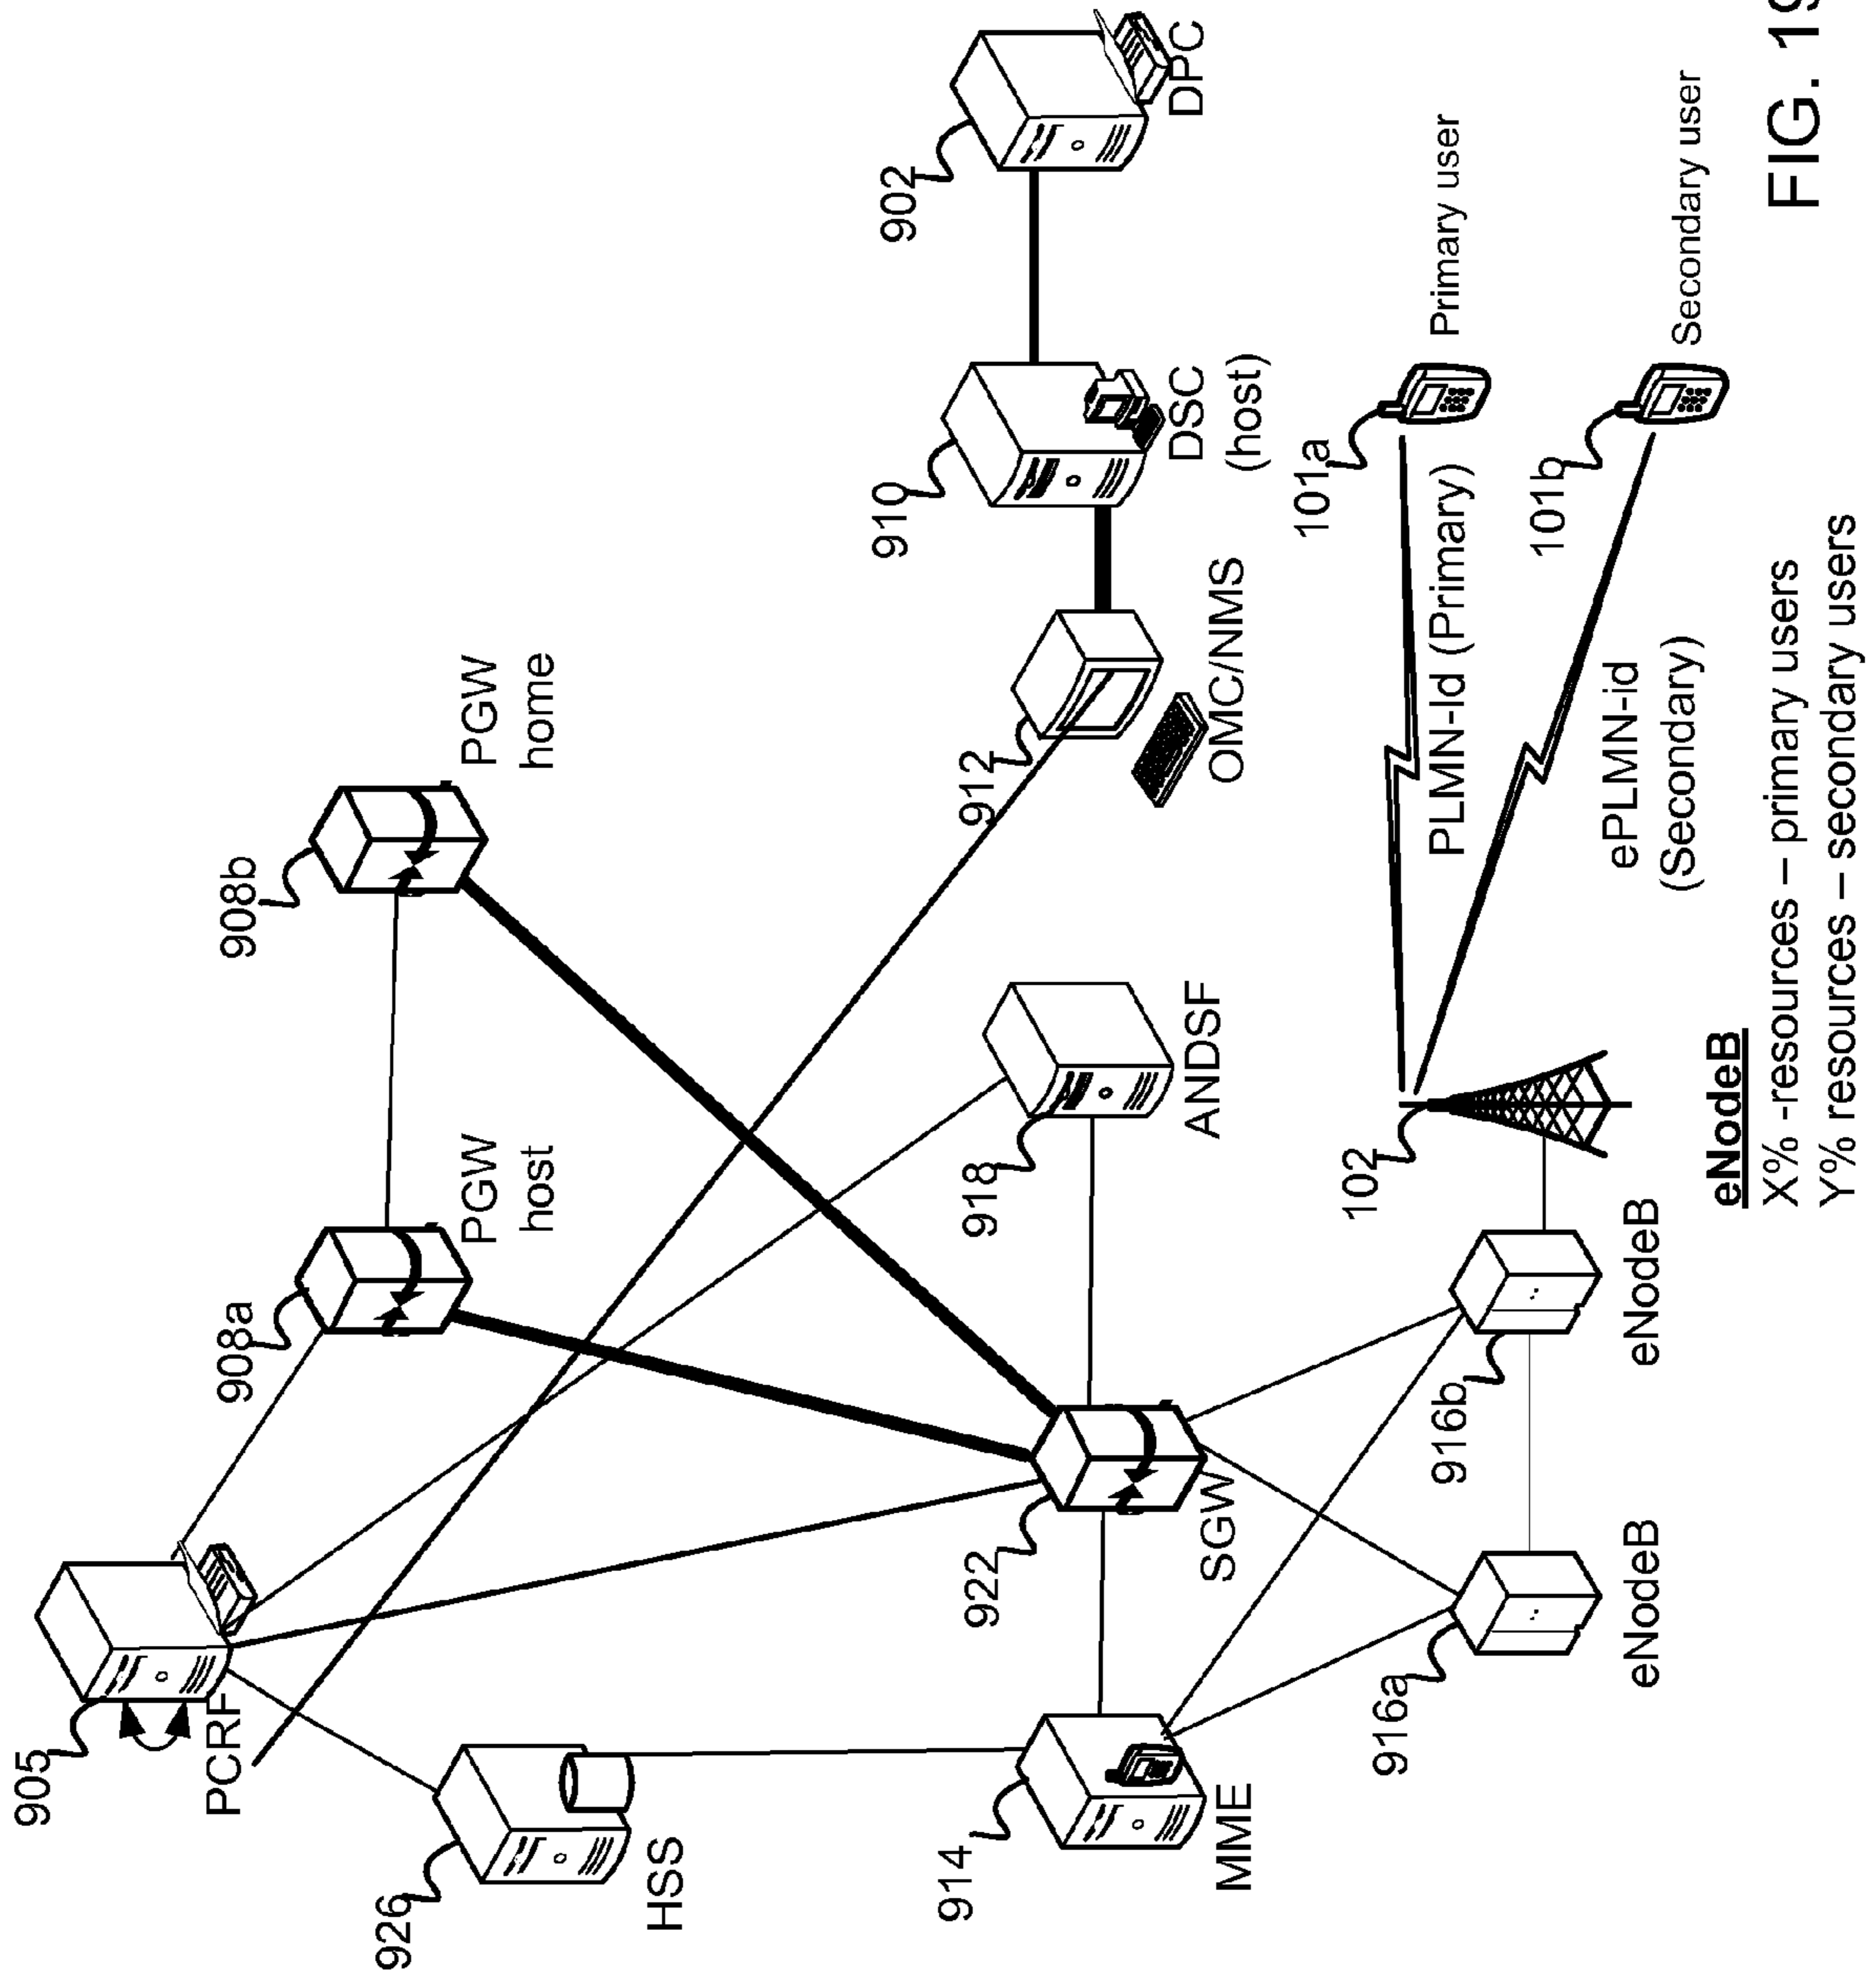 905
PCRF
926
HSS
908a
PGW
host
908b
PGW
home
914
MME
922
SGW
918
ANDSF
912
OMC/NMS
910
DSC
(host)
902
DPC
916a
eNodeB
916b
eNodeB
102
PLMN-Id (Primary)
ePLMN-id
(Secondary)
101a
Primary user
101b
Secondary user
eNodeB
X% -resources – primary users
Y% resources – secondary users